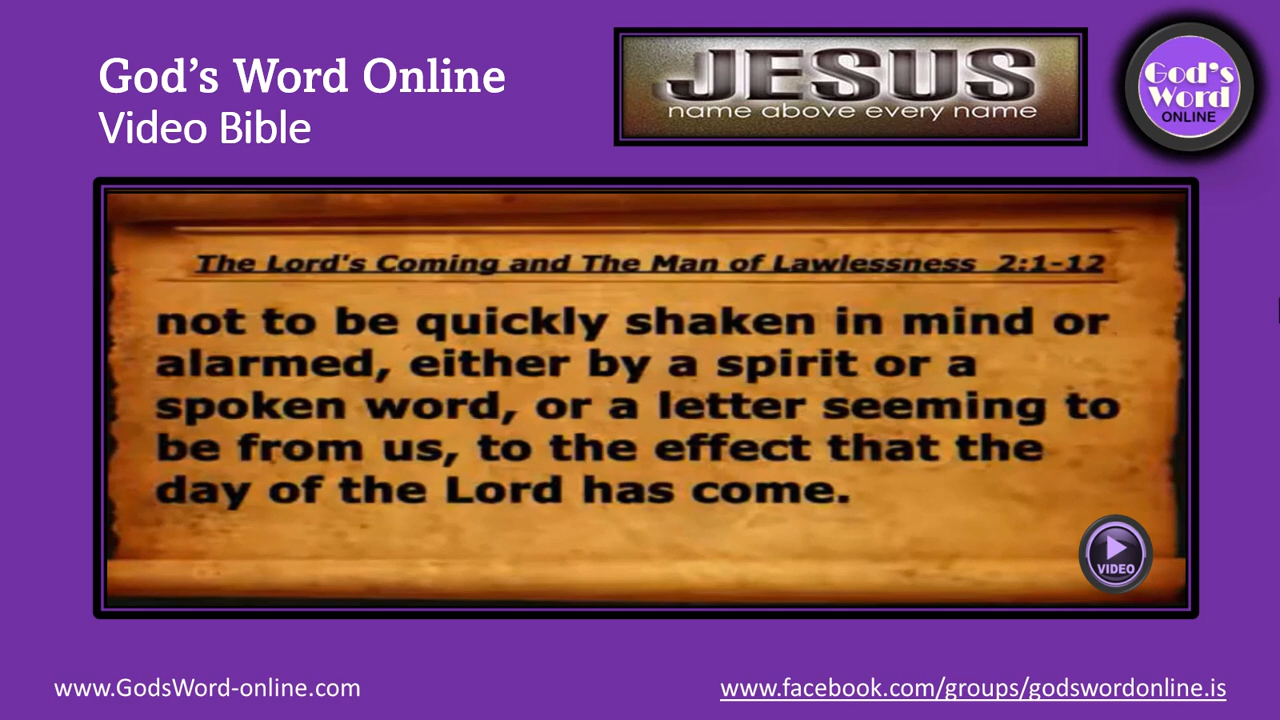 God’s Word Online
Video Bible
JESUS
name above every name
God’s
Word
ONLINE
The Lord's Coming and The Man of Lawlessness 2:1-12
not to be quickly shaken in mind or
alarmed, either by a spirit or a
spoken word, or a letter seeming to
be from us, to the effect that the
day of the Lord has come.
VIDEO
www.GodsWord-online.com
www.facebook.com/groups/godswordonline.is